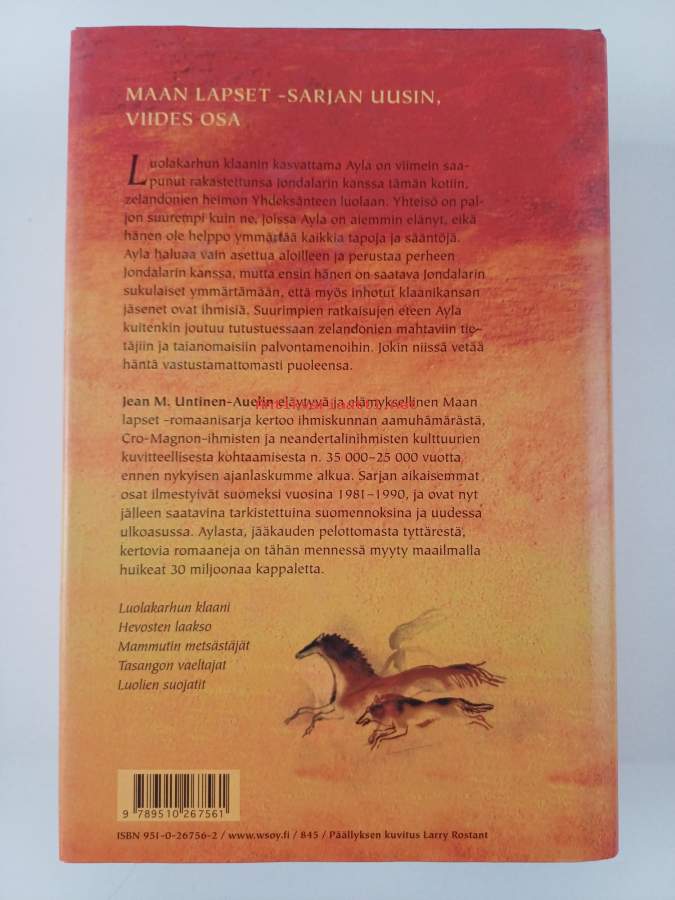 MAAN LAPSET –SARJAN UUSIN,
VIIDES OSA
Luolakarhun klaanin kasvattama Ayla on viimein saa-
punut rakastettunsa Jondalarin kanssa tämän kotiin,
zelandonien heimon Yhdeksänteen luolaan. Yhteisö on pal-
jon suurempi kuin ne, joissa Ayla on aiemmin elänyt, eikä
hänen ole helppo ymmärtää kaikkia tapoja ja sääntöjä.
Ayla haluaa vain asettua aloilleen ja perustaa perheen
Jondalarin kanssa, mutta ensin hänen on saatava Jondalarin
sukulaiset ymmärtämään, että myös inhotut klaanikansan
jäsenet ovat ihmisiä. Suurimpien ratkaisujen eteen Ayla
kuitenkin joutuu tutustuessaan zelandonien mahtaviin tie-
täjiin ja taianomaisiin palvontamenoihin. Jokin niissä vetää
häntä vastustamattomasti puoleensa.
Jean M. Untinen-Auelin eläytyvä ja elämyksellinen Maan
lapset –romaanisarja kertoo ihmiskunnan aamuhämärästä,
Cro-Magnon-ihmisten ja neandertalinihmisten kulttuurien
kuvitteellisesta kohtaamisesta n. 35 000–25 000 vuotta
ennen nykyisen ajanlaskumme alkua. Sarjan aikaisemmat
osat ilmestyivät suomeksi vuosina 1981–1990, ja ovat nyt
jälleen saatavina tarkistettuina suomennoksina ja uudessa
ulkoasussa. Aylasta, jääkauden pelottomasta tyttärestä,
kertovia romaaneja on tähän mennessä myyty maailmalla
huikeat 30 miljoonaa kappaletta.
Luolakarhun klaani
Hevosten laakso
Mammutin metsästäjät
Tasangon vaeltajat
Luolien suojatit
9 789510 267561
ISBN 951-0-26756-2 / www.wsoy.fi / 845 / Päällyksen kuvitus Larry Rostant